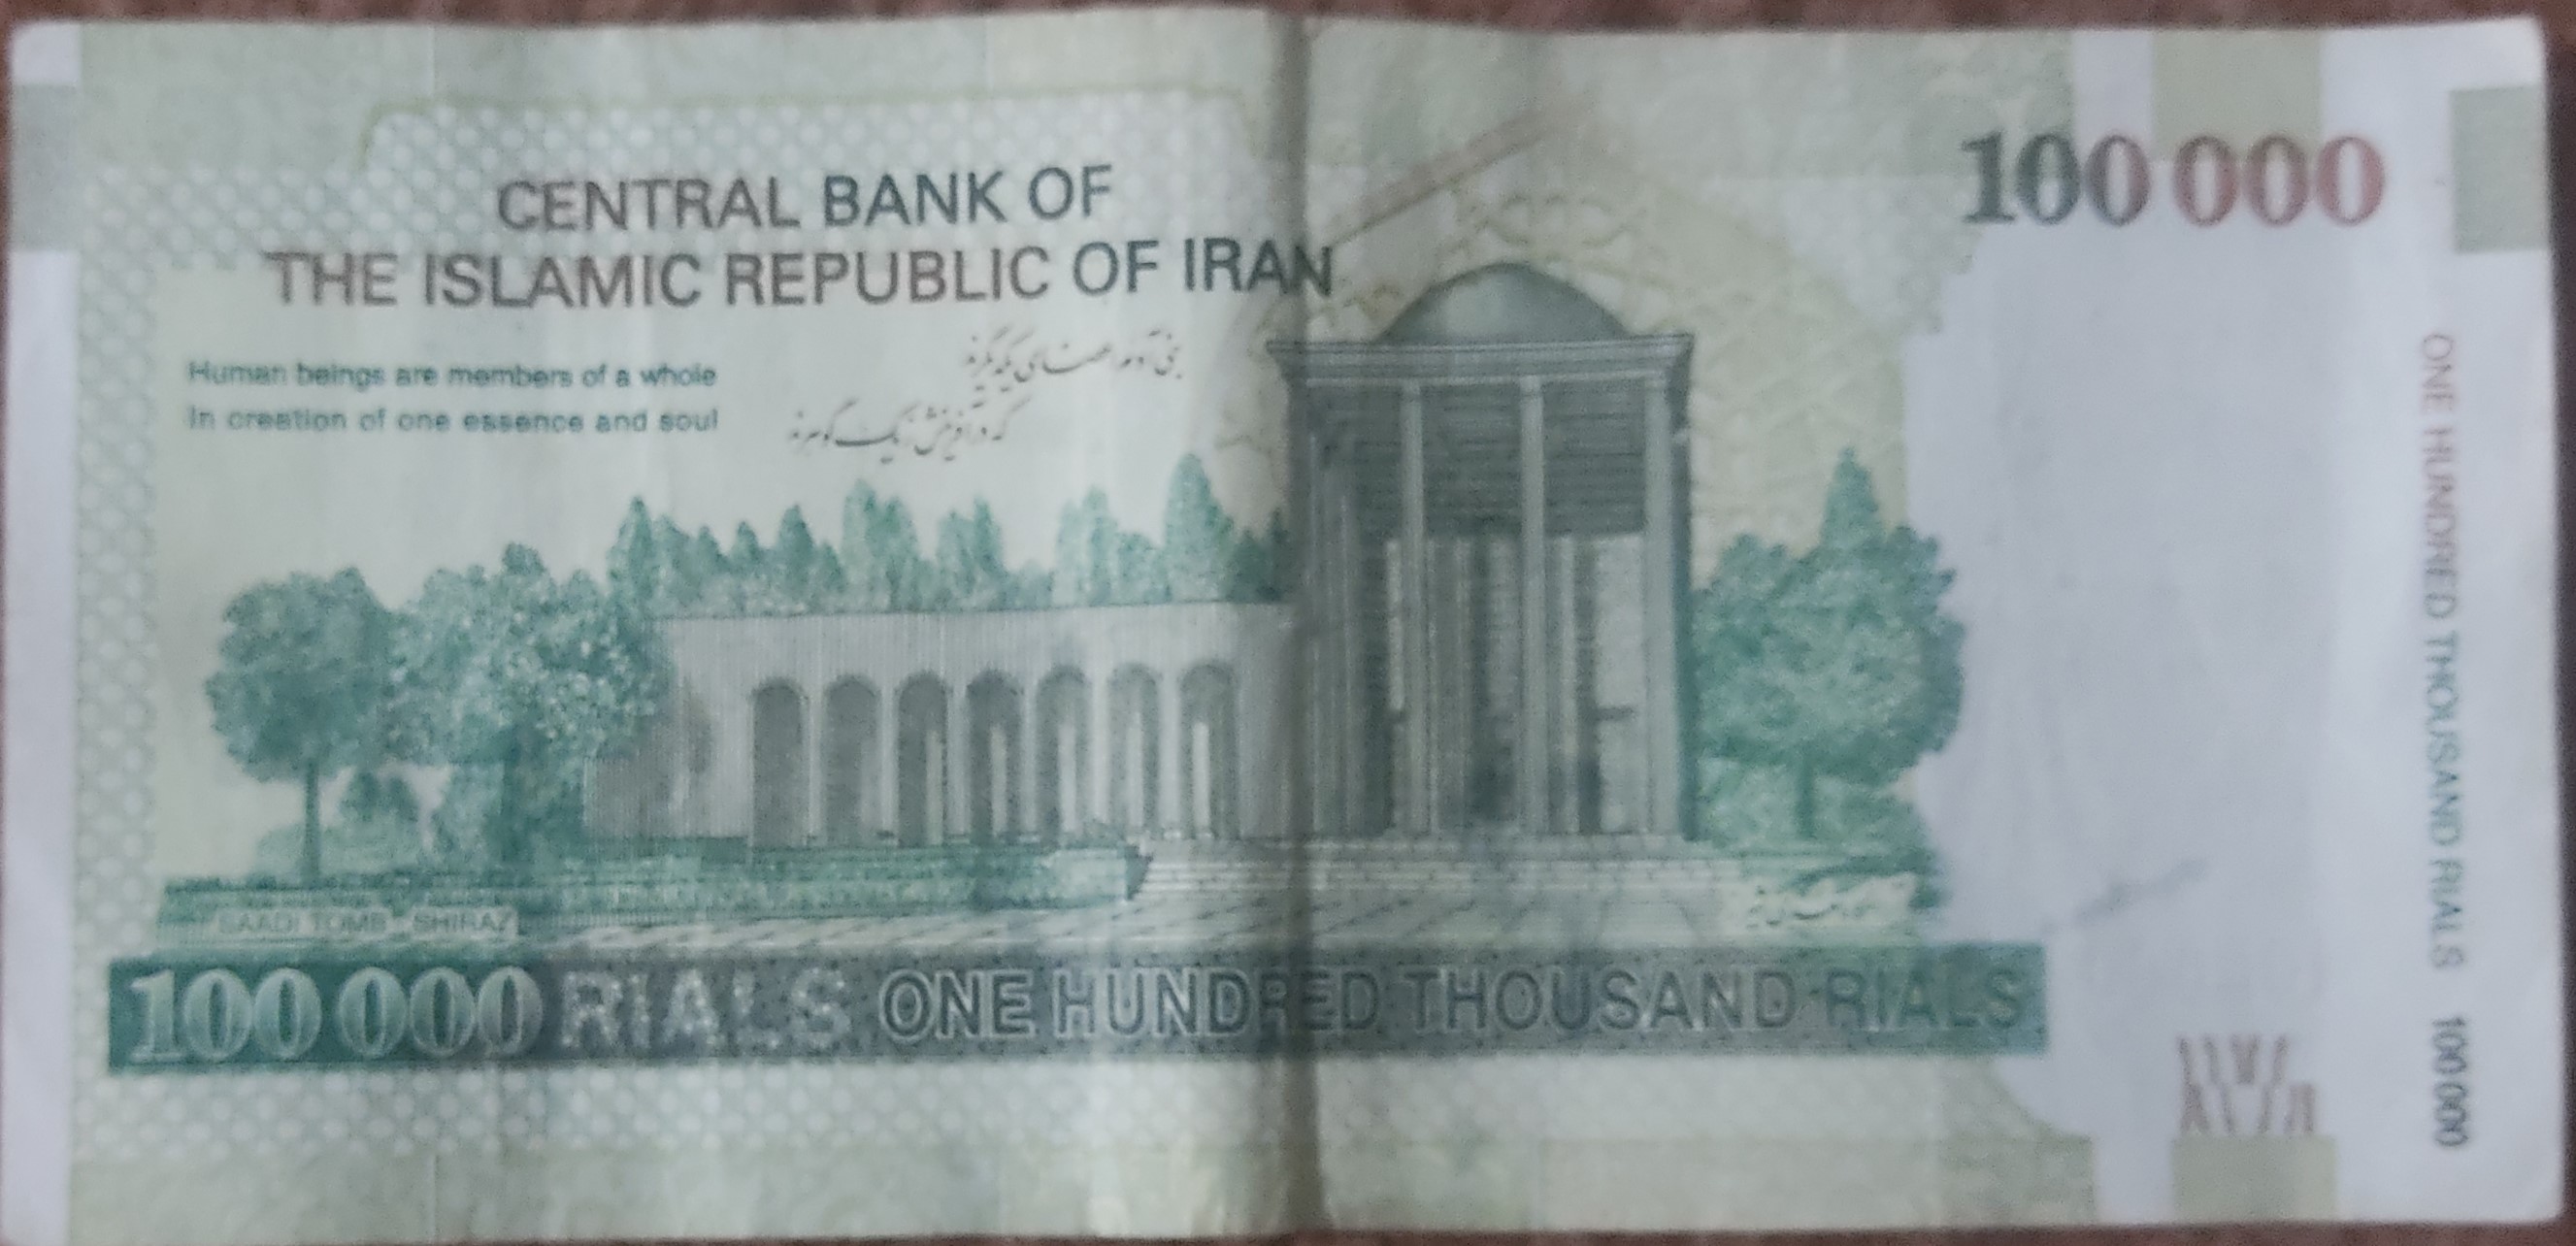 CENTRAL BANK OF
THE ISLAMIC REPUBLIC OF IRAN
100 000
Human beings are members of a whole
In creation of one essence and soul
بنی آدم اعضای یکدیگرند
که در آفرینش ز یک گوهرند
SAADI TOMB - SHIRAZ
100 000 RIALS ONE HUNDRED THOUSAND RIALS
ONE HUNDRED THOUSAND RIALS 100 000